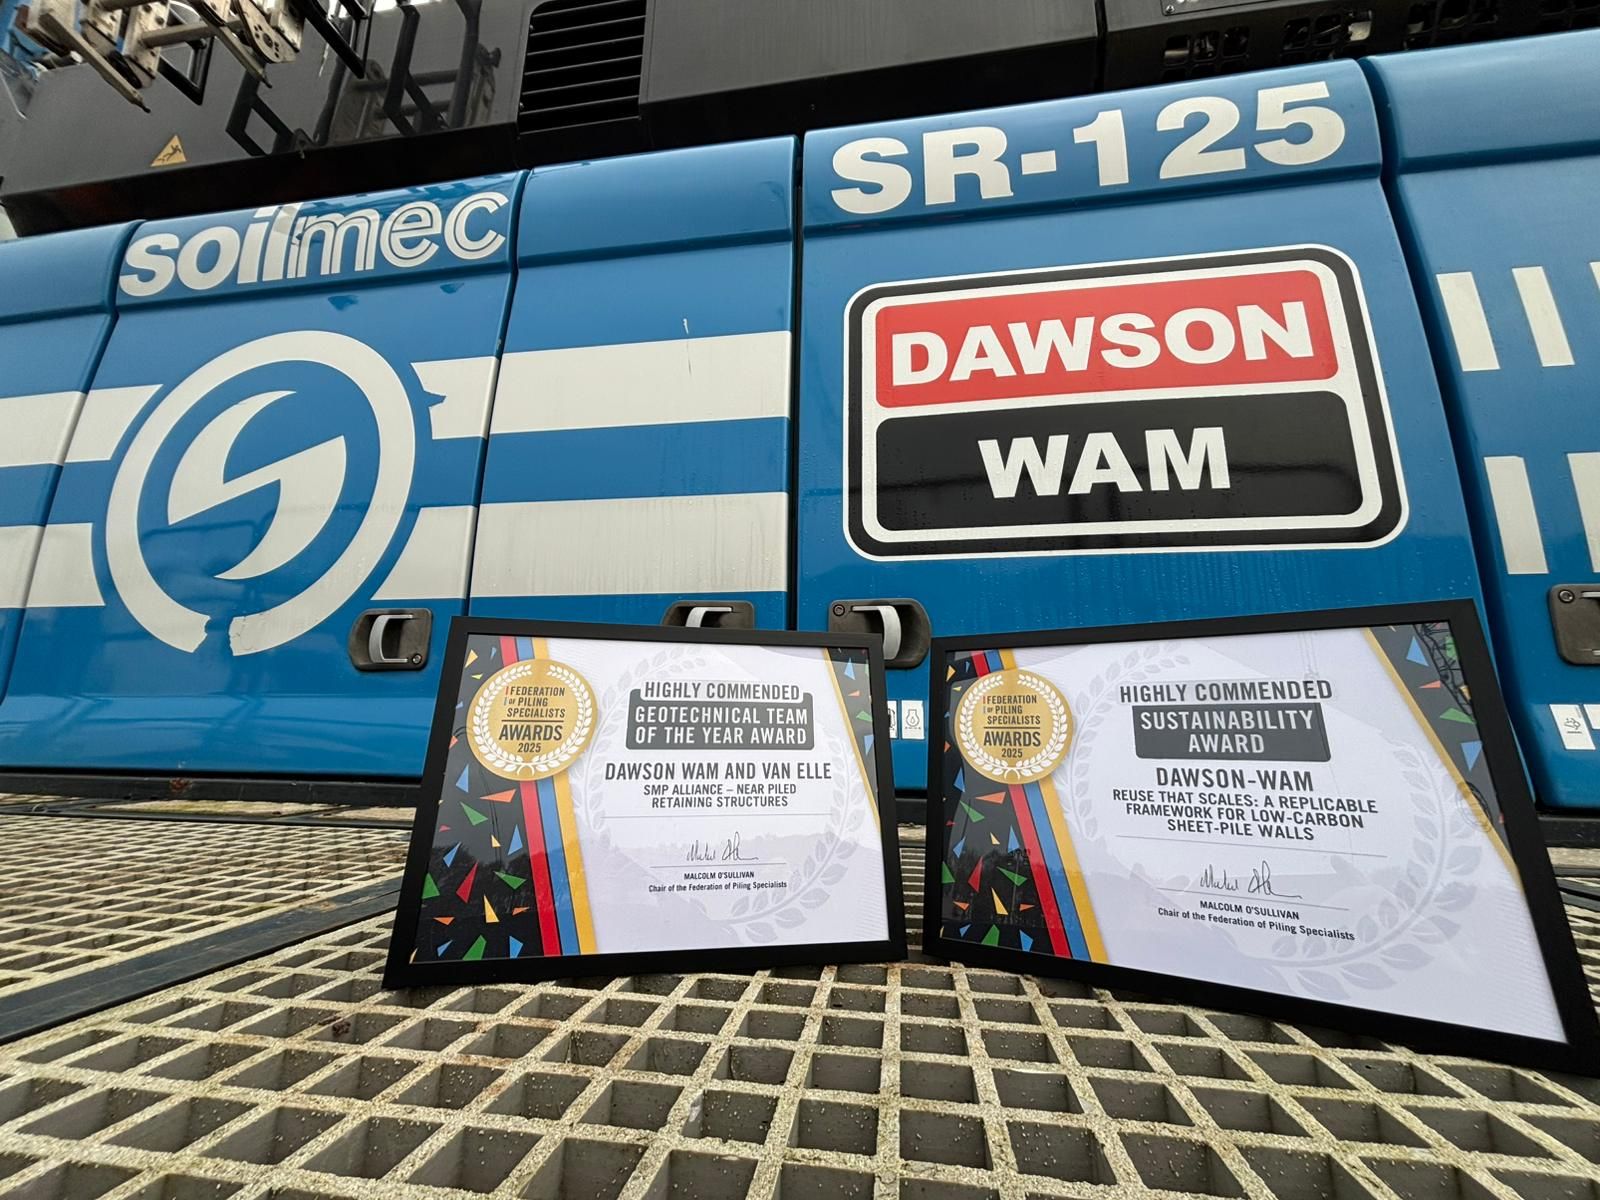 soilmec
SR-125
DAWSON
WAM
FEDERATION
OF PILING
SPECIALISTS
AWARDS
2025
HIGHLY COMMENDED
GEOTECHNICAL TEAM
OF THE YEAR AWARD
DAWSON WAM AND VAN ELLE
SMP ALLIANCE – NEAR PILED
RETAINING STRUCTURES
MALCOLM O'SULLIVAN
Chair of the Federation of Piling Specialists
FEDERATION
OF PILING
SPECIALISTS
AWARDS
2025
HIGHLY COMMENDED
SUSTAINABILITY
AWARD
DAWSON-WAM
REUSE THAT SCALES: A REPLICABLE
FRAMEWORK FOR LOW-CARBON
SHEET-PILE WALLS
MALCOLM O'SULLIVAN
Chair of the Federation of Piling Specialists